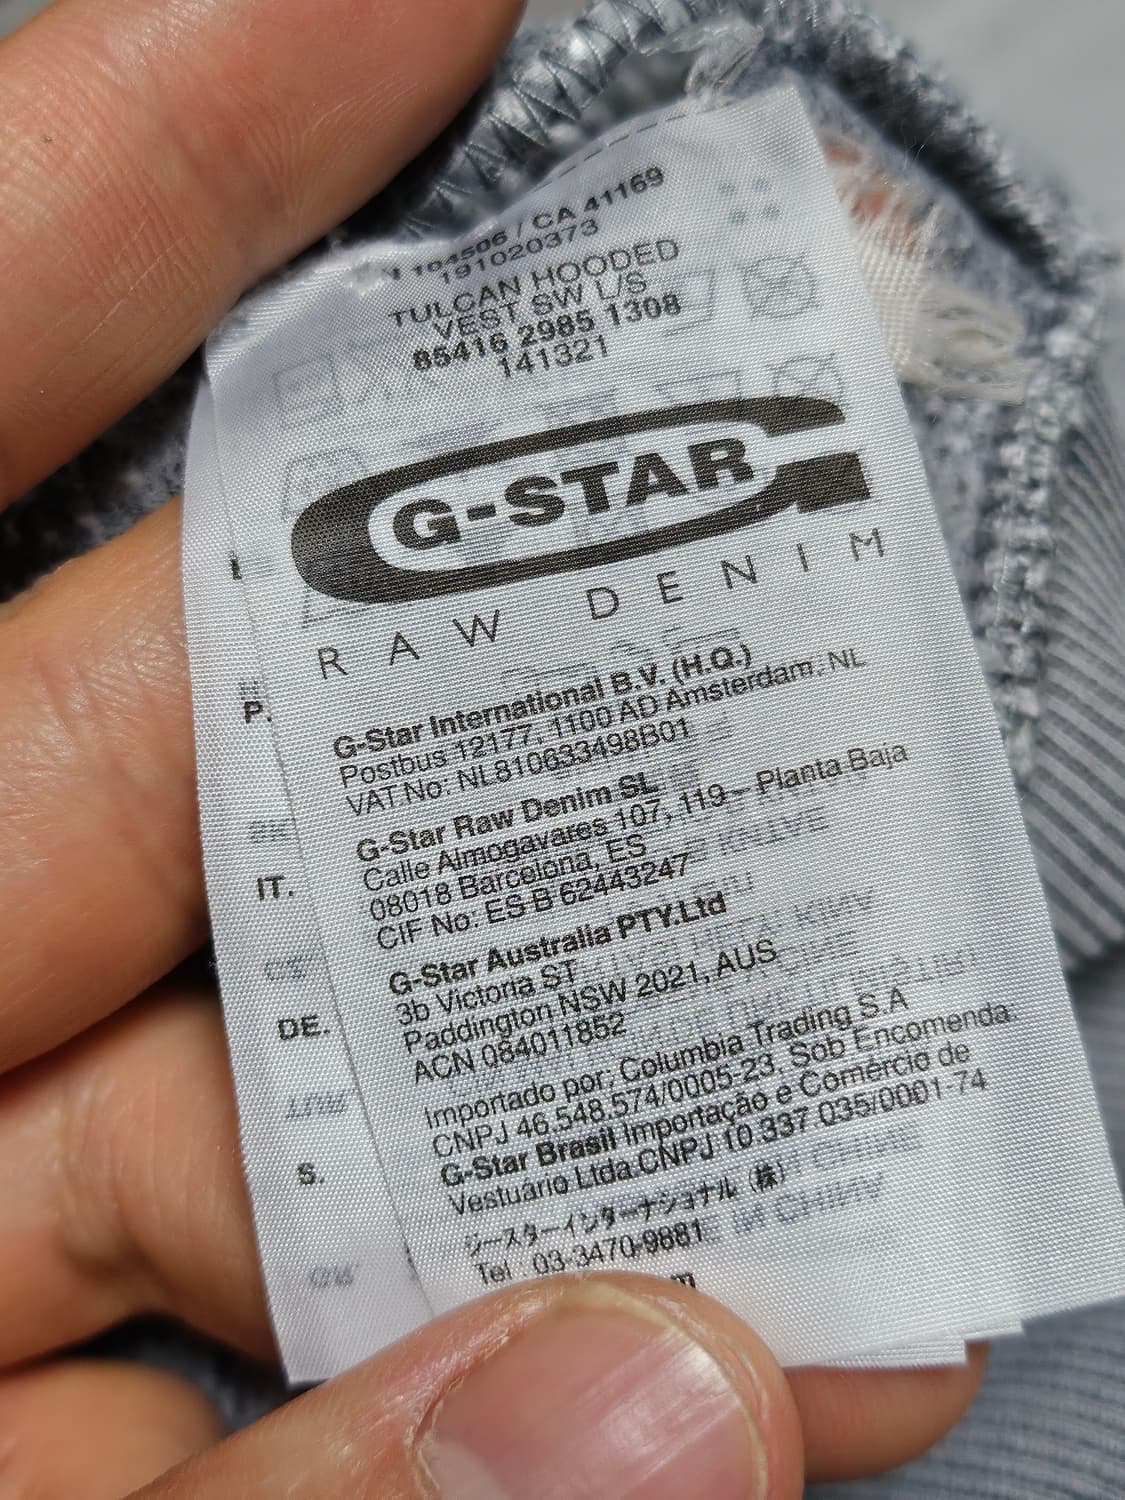 104506 / CA 41169
191020373
TULCAN HOODED
VEST SW L/S
85416 2985 1308
141321
G-STAR
RAW DENIM
G-Star International B.V. (H.Q.)
Postbus 12177, 1100 AD Amsterdam, NL
VAT No: NL810633498B01
G-Star Raw Denim SL
Calle Almogavares 107, 119 - Planta Baja
08018 Barcelona, ES
CIF No: ES B 62443247
G-Star Australia PTY.Ltd
3b Victoria ST
Paddington NSW 2021, AUS
ACN 084011852
Importado por: Columbia Trading S.A
CNPJ 46.548.574/0005-23, Sob Encomenda:
G-Star Brasil Importação e Comércio de
Vestuário Ltda.CNPJ 10.337.035/0001-74
ジースターインターナショナル (株)
Tel : 03-3470-9881
P.
IT.
DE.
S.